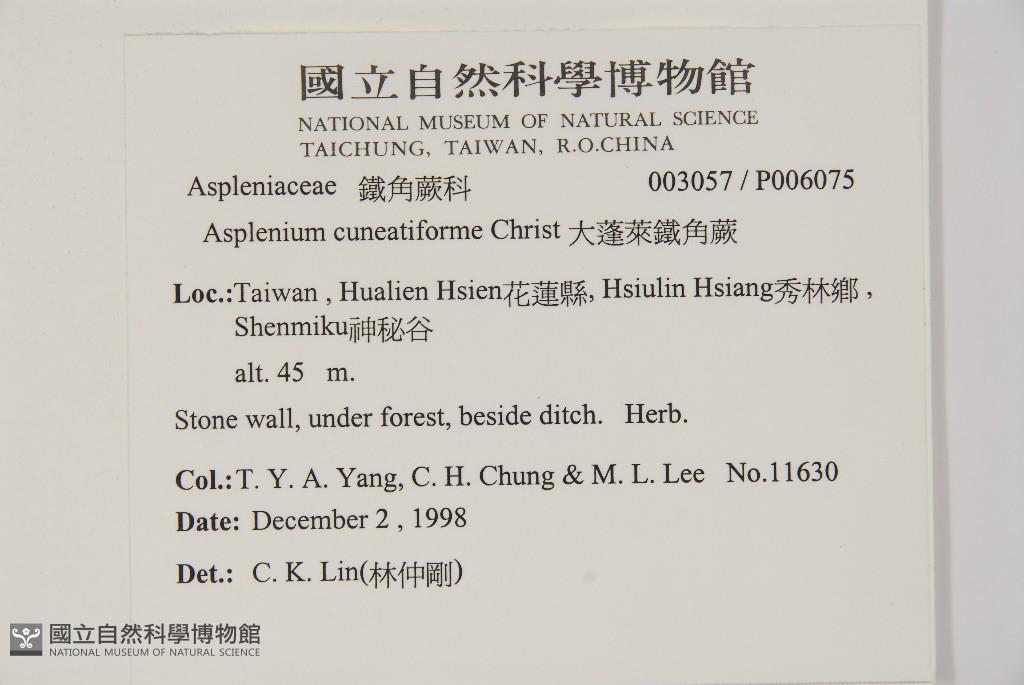 國立自然科學博物館
NATIONAL MUSEUM OF NATURAL SCIENCE
TAICHUNG, TAIWAN, R.O.CHINA
Aspleniaceae 鐵角蕨科 003057 / P006075
Asplenium cuneatiforme Christ 大蓬萊鐵角蕨
Loc.:Taiwan , Hualien Hsien花蓮縣, Hsiulin Hsiang秀林鄉 ,
Shenmiku神秘谷
alt. 45 m.
Stone wall, under forest, beside ditch. Herb.
Col.:T. Y. A. Yang, C. H. Chung & M. L. Lee No.11630
Date: December 2 , 1998
Det.: C. K. Lin(林仲剛)
國立自然科學博物館
NATIONAL MUSEUM OF NATURAL SCIENCE